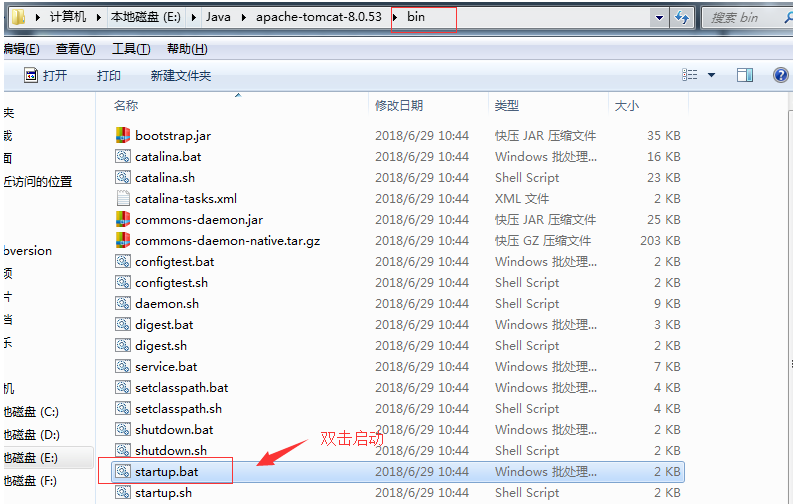 计算机 本地磁盘 (E:) Java apache-tomcat-8.0.53 bin 搜索 bin
编辑(E) 查看(V) 工具(T) 帮助(H)
打开 打印 新建文件夹
名称 修改日期 类型 大小
夹
bootstrap.jar 2018/6/29 10:44 快压 JAR 压缩文件 35 KB
catalina.bat 2018/6/29 10:44 Windows 批处理... 16 KB
面
catalina.sh 2018/6/29 10:44 Shell Script 23 KB
近访问的位置
catalina-tasks.xml 2018/6/29 10:44 XML 文件 2 KB
commons-daemon.jar 2018/6/29 10:44 快压 JAR 压缩文件 25 KB
commons-daemon-native.tar.gz 2018/6/29 10:44 快压 GZ 压缩文件 203 KB
bversion
configtest.bat 2018/6/29 10:44 Windows 批处理... 2 KB
configtest.sh 2018/6/29 10:44 Shell Script 2 KB
片
daemon.sh 2018/6/29 10:44 Shell Script 9 KB
digest.bat 2018/6/29 10:44 Windows 批处理... 3 KB
乐
digest.sh 2018/6/29 10:44 Shell Script 2 KB
service.bat 2018/6/29 10:44 Windows 批处理... 7 KB
机
setclasspath.bat 2018/6/29 10:44 Windows 批处理... 4 KB
地磁盘 (C:)
setclasspath.sh 2018/6/29 10:44 Shell Script 4 KB
地磁盘 (D:)
shutdown.bat 2018/6/29 10:44 Windows 批处理... 2 KB
双击启动
shutdown.sh 2018/6/29 10:44 Shell Script 2 KB
地磁盘 (E:)
startup.bat 2018/6/29 10:44 Windows 批处理... 2 KB
地磁盘 (F:)
startup.sh 2018/6/29 10:44 Shell Script 2 KB